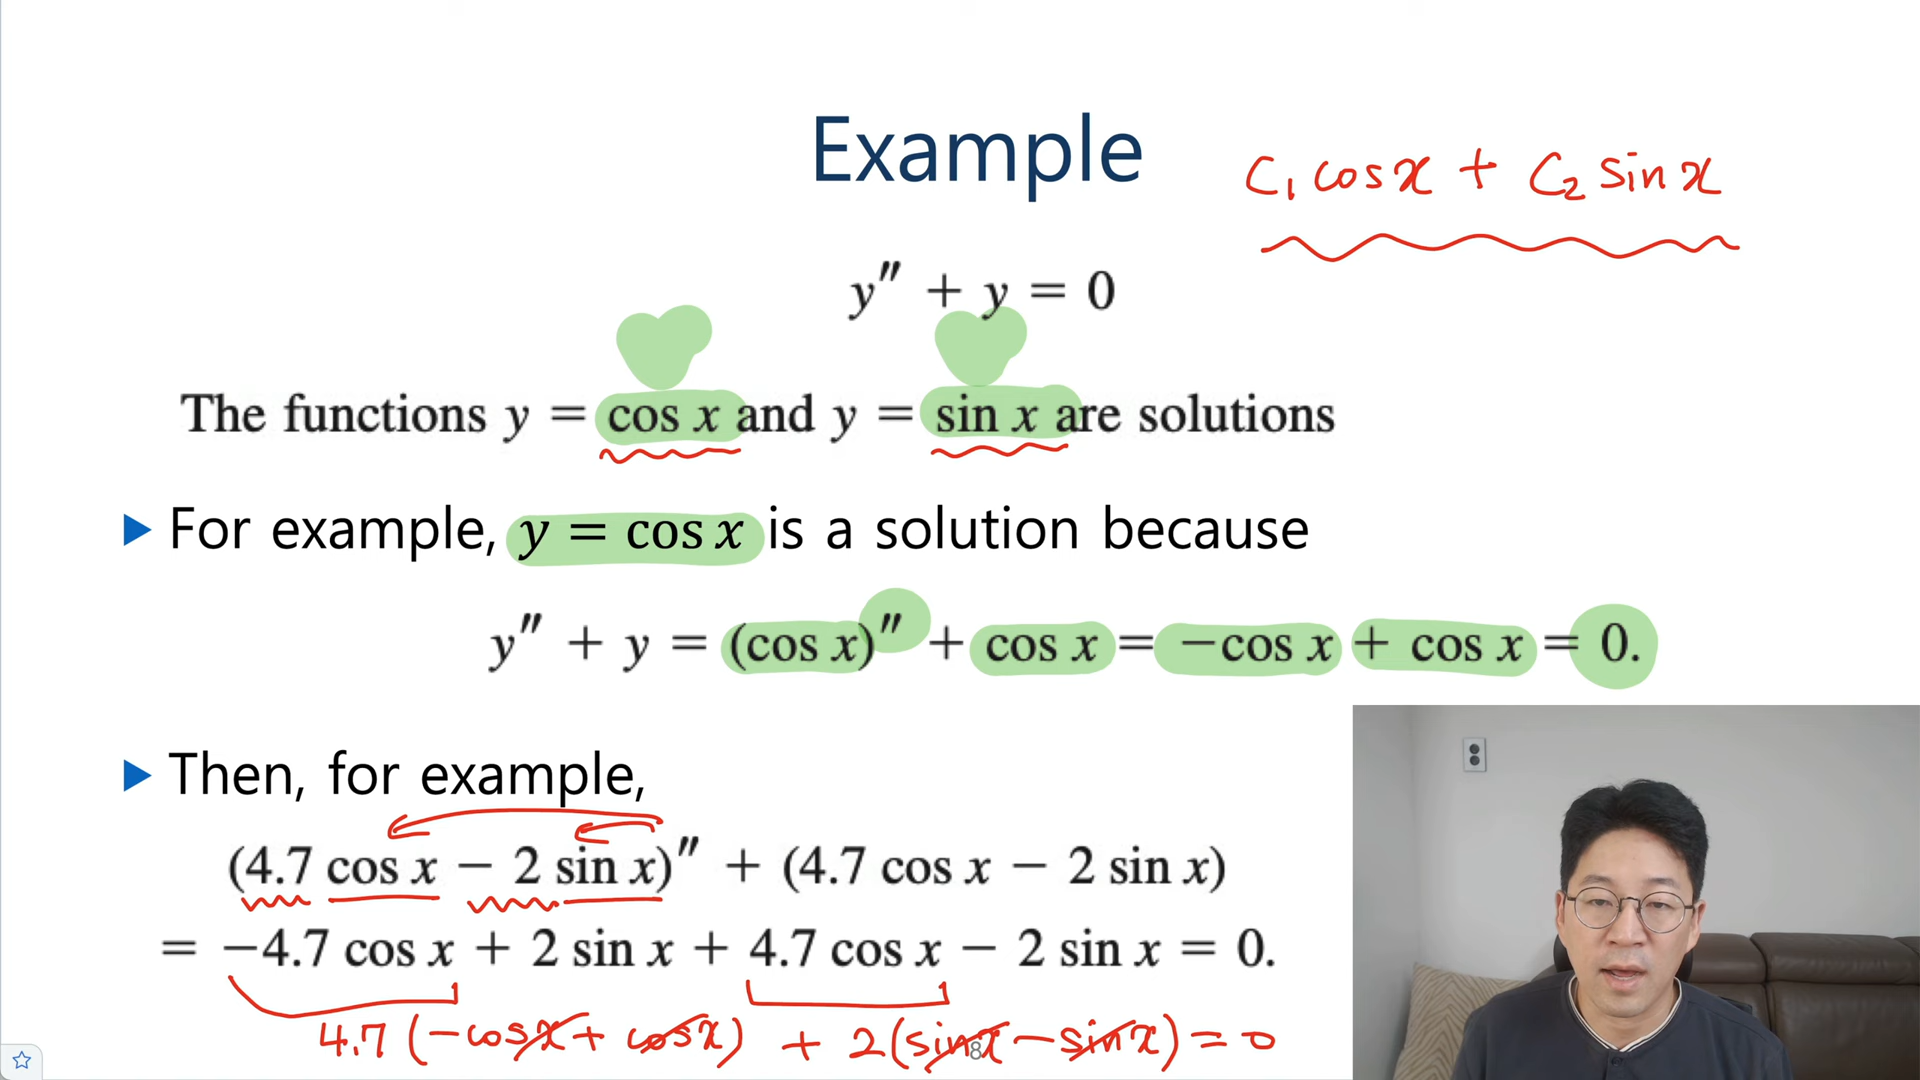 Example
C₁ cos x + C₂ sin x
y″ + y = 0
The functions y = cos x and y = sin x are solutions
For example, y = cos x is a solution because
y″ + y = (cos x)″ + cos x = −cos x + cos x = 0.
Then, for example,
(4.7 cos x − 2 sin x)″ + (4.7 cos x − 2 sin x)
= −4.7 cos x + 2 sin x + 4.7 cos x − 2 sin x = 0.
4.7 (−cos x + cos x) + 2 (sin x − sin x) = 0
8